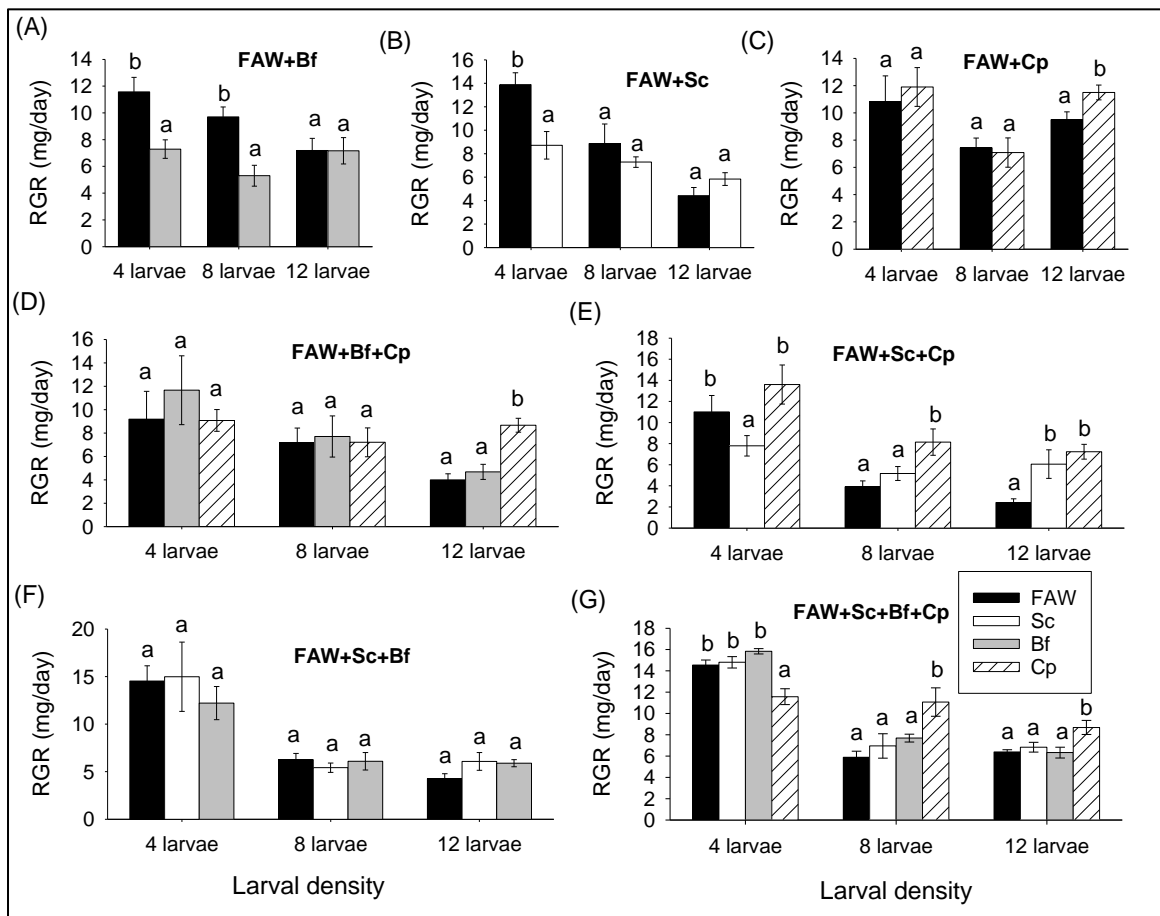 (A)
FAW+Bf
RGR (mg/day)
14
12
10
8
6
4
2
0
b
a
b
a
a
a
4 larvae
8 larvae
12 larvae
(B)
FAW+Sc
RGR (mg/day)
16
14
12
10
8
6
4
2
0
b
a
a
a
a
a
4 larvae
8 larvae
12 larvae
(C)
FAW+Cp
RGR (mg/day)
14
12
10
8
6
4
2
0
a
a
a
a
a
b
4 larvae
8 larvae
12 larvae
(D)
FAW+Bf+Cp
RGR (mg/day)
16
14
12
10
8
6
4
2
0
a
a
a
a
a
a
a
a
b
4 larvae
8 larvae
12 larvae
(E)
FAW+Sc+Cp
RGR (mg/day)
18
16
14
12
10
8
6
4
2
0
b
a
b
a
a
b
a
b
b
4 larvae
8 larvae
12 larvae
(F)
FAW+Sc+Bf
RGR (mg/day)
20
15
10
5
0
a
a
a
a
a
a
a
a
a
4 larvae
8 larvae
12 larvae
Larval density
(G)
FAW+Sc+Bf+Cp
RGR (mg/day)
18
16
14
12
10
8
6
4
2
0
b
b
b
a
a
a
a
b
a
a
a
b
4 larvae
8 larvae
12 larvae
Larval density
FAW
Sc
Bf
Cp